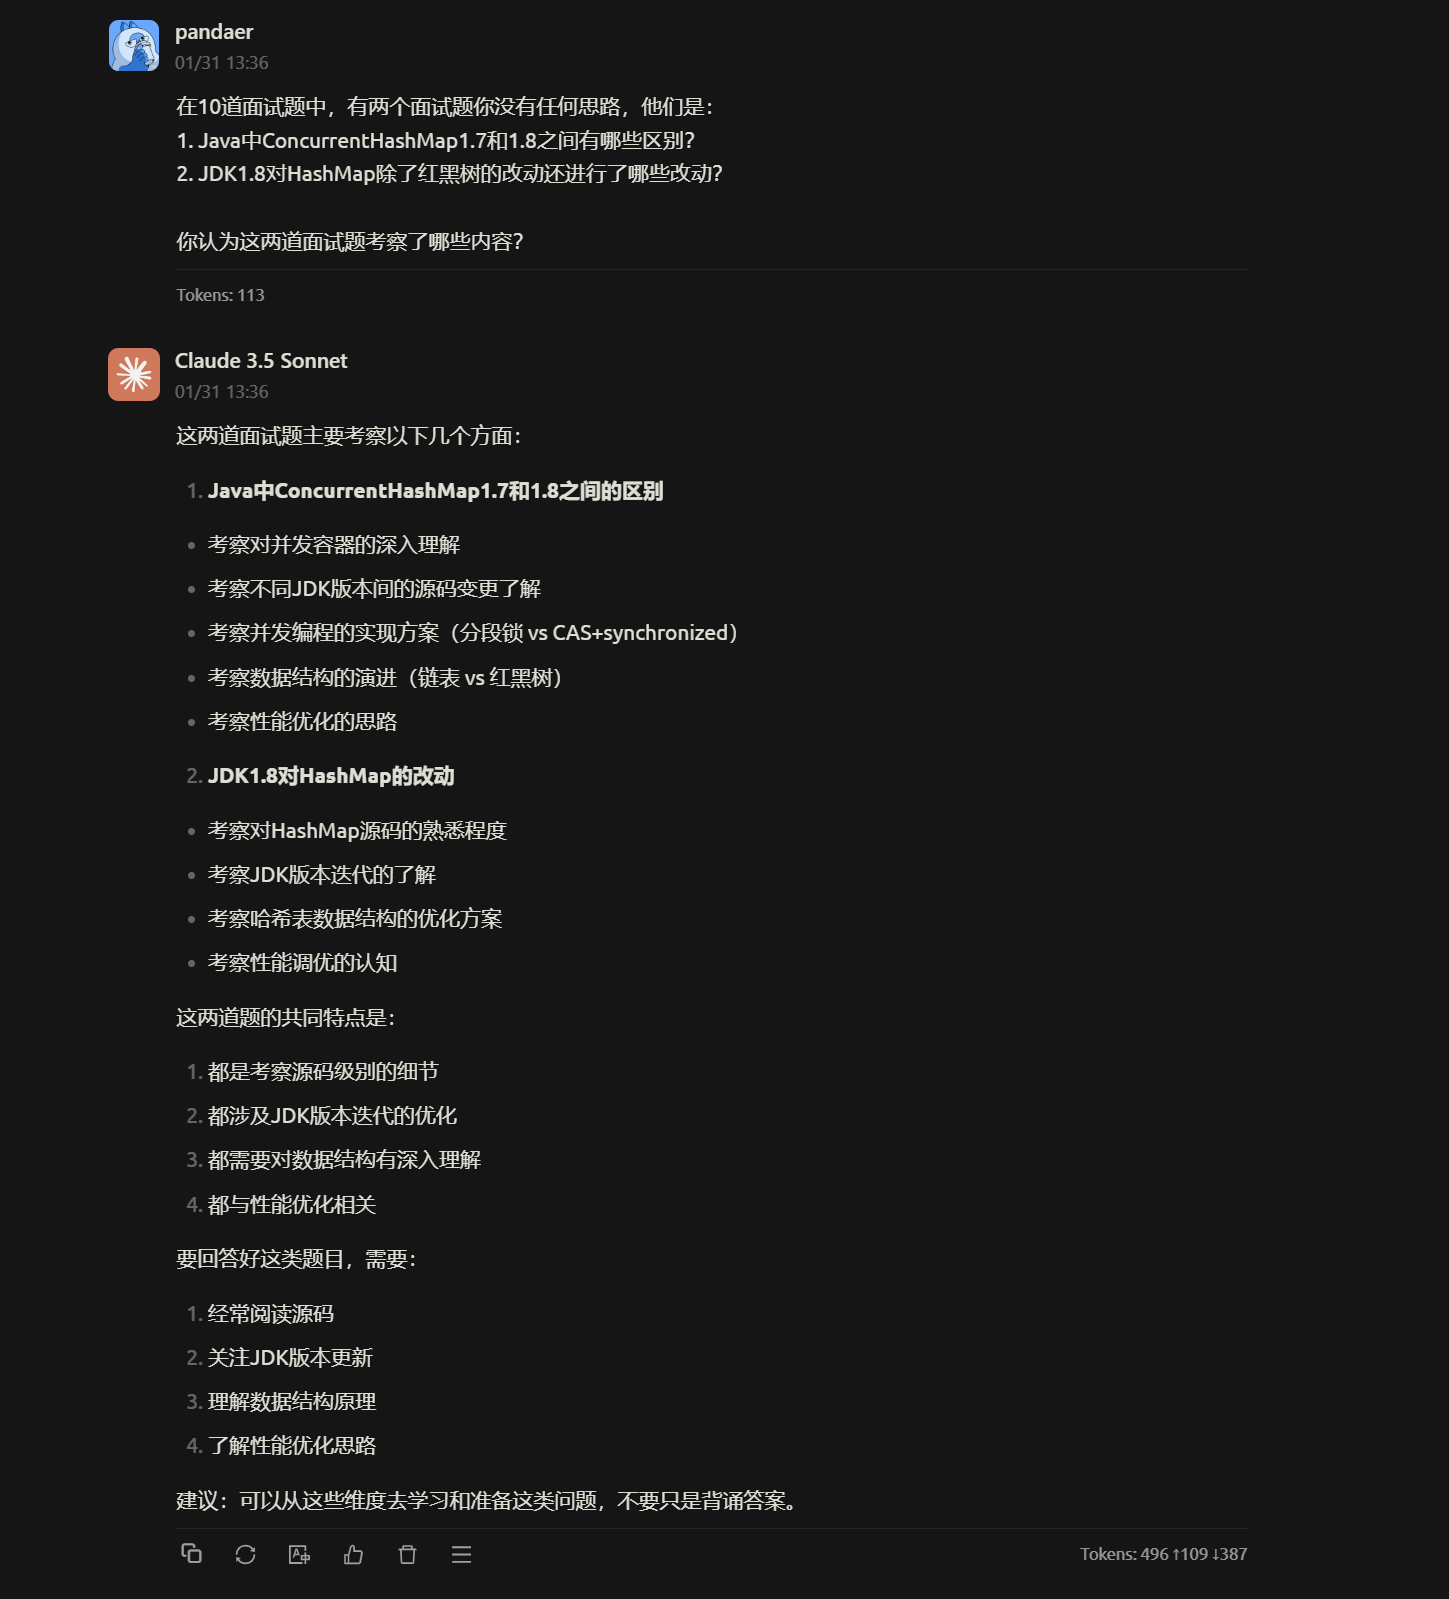 pandaer
01/31 13:36
在10道面试题中，有两个面试题你没有任何思路，他们是：
1. Java中ConcurrentHashMap1.7和1.8之间有哪些区别？
2. JDK1.8对HashMap除了红黑树的改动还进行了哪些改动？
你认为这两道面试题考察了哪些内容？
Tokens: 113
Claude 3.5 Sonnet
01/31 13:36
这两道面试题主要考察以下几个方面：
1. Java中ConcurrentHashMap1.7和1.8之间的区别
• 考察对并发容器的深入理解
• 考察不同JDK版本间的源码变更了解
• 考察并发编程的实现方案（分段锁 vs CAS+synchronized）
• 考察数据结构的演进（链表 vs 红黑树）
• 考察性能优化的思路
2. JDK1.8对HashMap的改动
• 考察对HashMap源码的熟悉程度
• 考察JDK版本迭代的了解
• 考察哈希表数据结构的优化方案
• 考察性能调优的认知
这两道题的共同特点是：
1. 都是考察源码级别的细节
2. 都涉及JDK版本迭代的优化
3. 都需要对数据结构有深入理解
4. 都与性能优化相关
要回答好这类题目，需要：
1. 经常阅读源码
2. 关注JDK版本更新
3. 理解数据结构原理
4. 了解性能优化思路
建议：可以从这些维度去学习和准备这类问题，不要只是背诵答案。
Tokens: 496 ↑109 ↓387